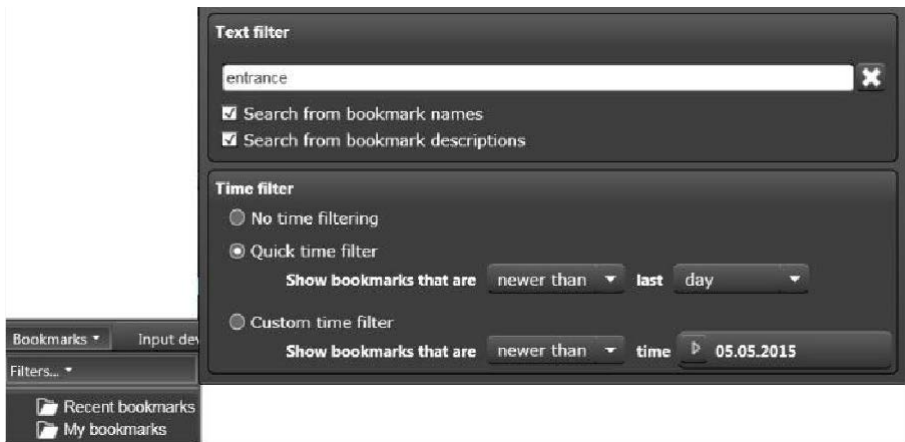 Text filter
entrance
Search from bookmark names
Search from bookmark descriptions
Time filter
No time filtering
Quick time filter
Show bookmarks that are newer than last day
Custom time filter
Show bookmarks that are newer than time 05.05.2015
Bookmarks Input dev
Filters...
Recent bookmarks
My bookmarks